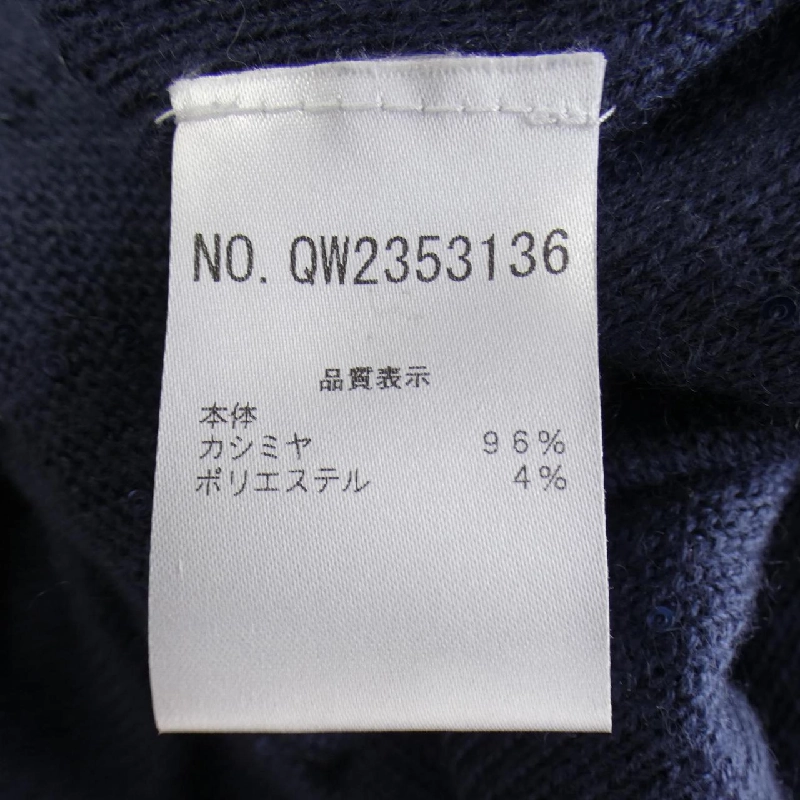 NO. QW2353136
品質表示
本体
カシミヤ 96%
ポリエステル 4%